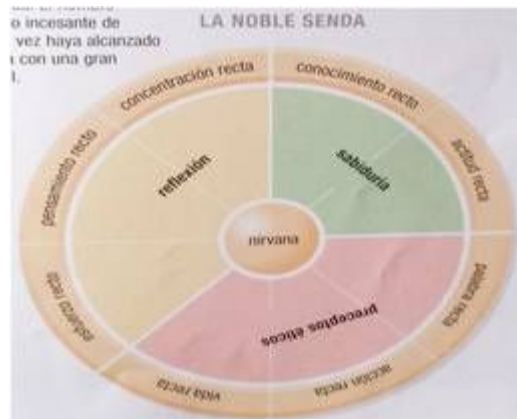 o incesante de
vez haya alcanzado
con una gran
LA NOBLE SENDA
concentración recta
conocimiento recto
pensamiento recto
actitud recta
reflexión
sabiduría
nirvana
esfuerzo recto
palabra recta
preceptos éticos
vida recta
acción recta